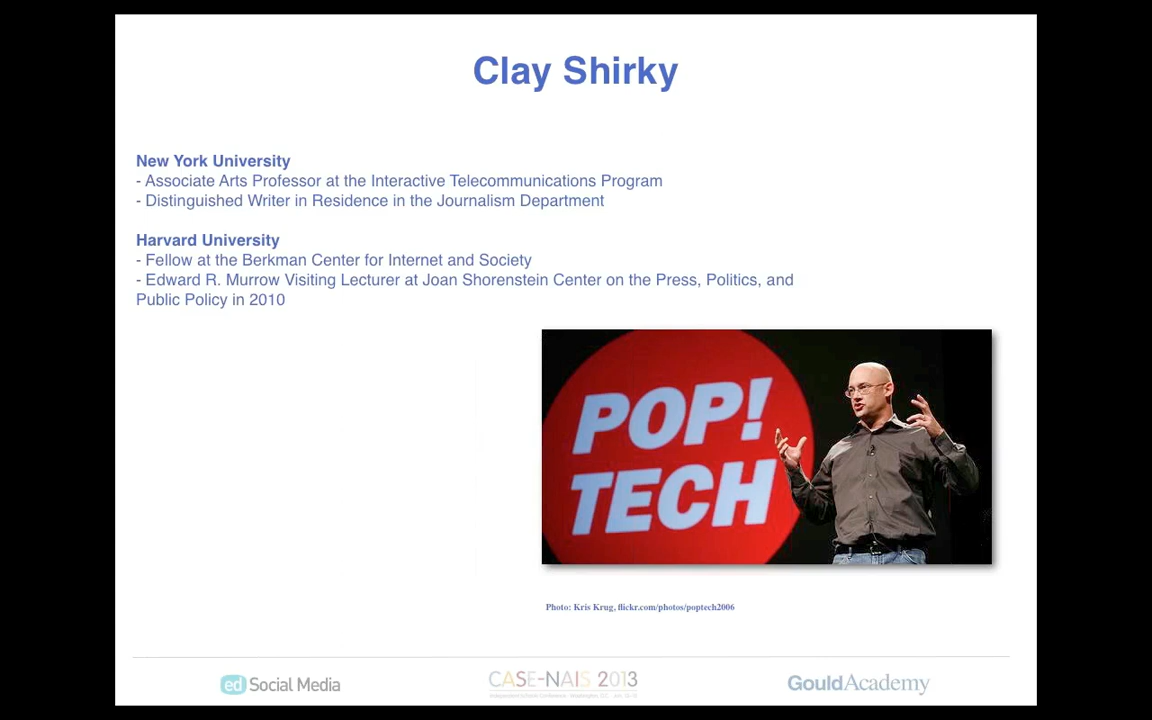 Clay Shirky
New York University
- Associate Arts Professor at the Interactive Telecommunications Program
- Distinguished Writer in Residence in the Journalism Department
Harvard University
- Fellow at the Berkman Center for Internet and Society
- Edward R. Murrow Visiting Lecturer at Joan Shorenstein Center on the Press, Politics, and
Public Policy in 2010
POP!
TECH
Photo: Kris Krug, flickr.com/photos/poptech2006
ed Social Media
CASE-NAIS 2013
GouldAcademy